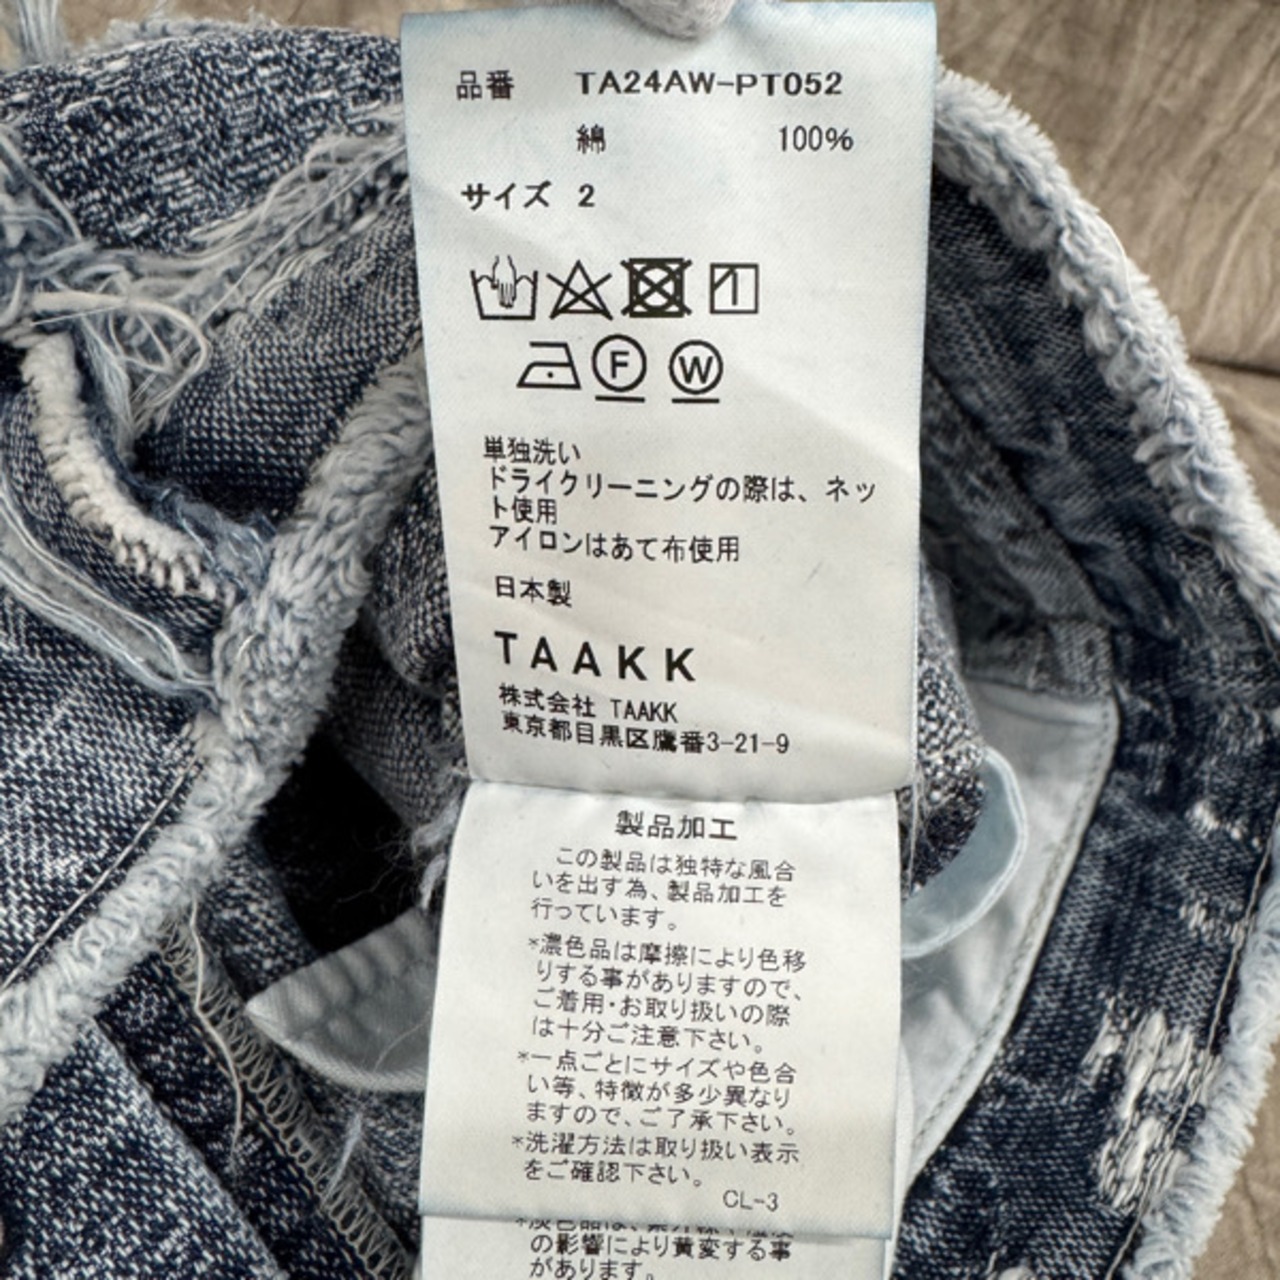 品番 TA24AW-PT052
綿 100%
サイズ 2
F W
単独洗い
ドライクリーニングの際は、ネッ
ト使用
アイロンはあて布使用
日本製
TAAKK
株式会社 TAAKK
東京都目黒区鷹番3-21-9
製品加工
この製品は独特な風合
いを出す為、製品加工を
行っています。
*濃色品は摩擦により色移
りする事がありますので、
ご着用・お取り扱いの際
は十分ご注意下さい。
*一点ごとにサイズや色合
い等、特徴が多少異なり
ますので、ご了承下さい。
*洗濯方法は取り扱い表示
をご確認下さい。
CL-3
の影響により黄変する事
があります。